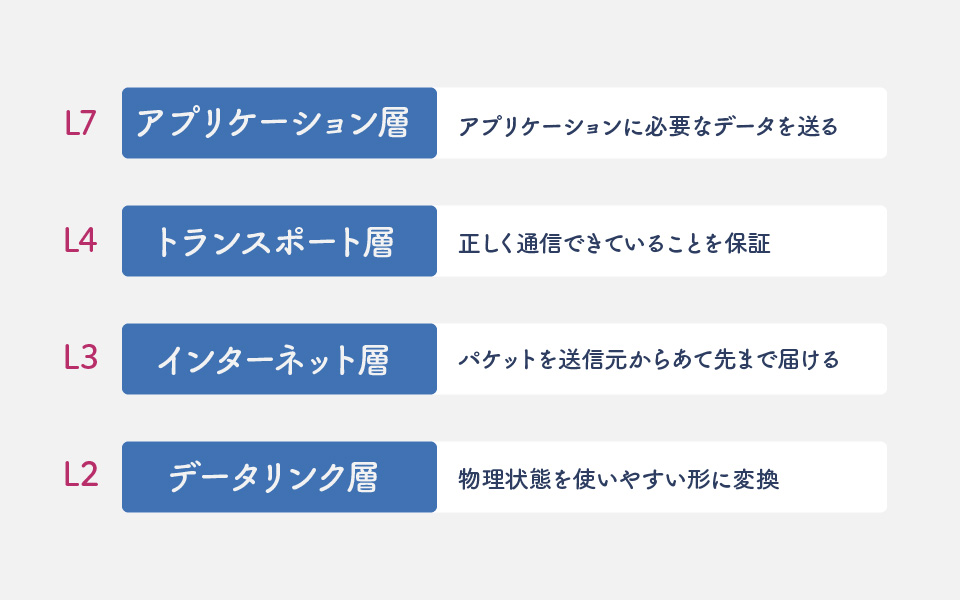 L7 アプリケーション層 アプリケーションに必要なデータを送る
L4 トランスポート層 正しく通信できていることを保証
L3 インターネット層 パケットを送信元からあて先まで届ける
L2 データリンク層 物理状態を使いやすい形に変換